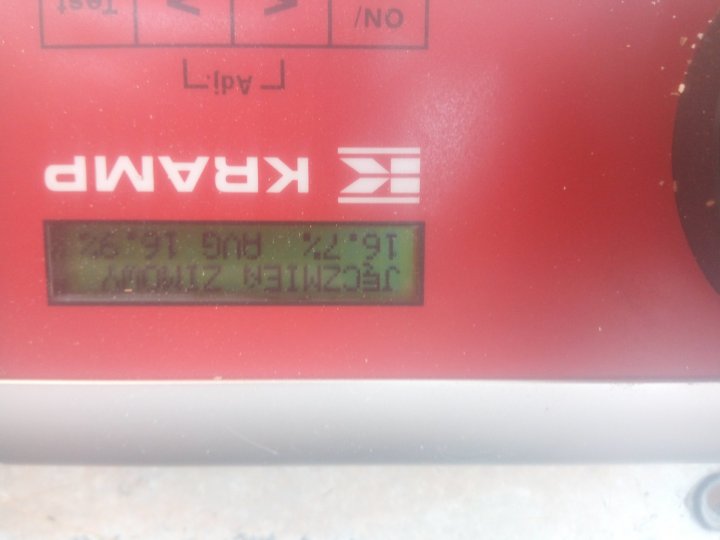 JĘCZMIEŃ ZIMOWY
16.7% AVG 16.9%
KRAMP
Adj.
ON/
< >
Test